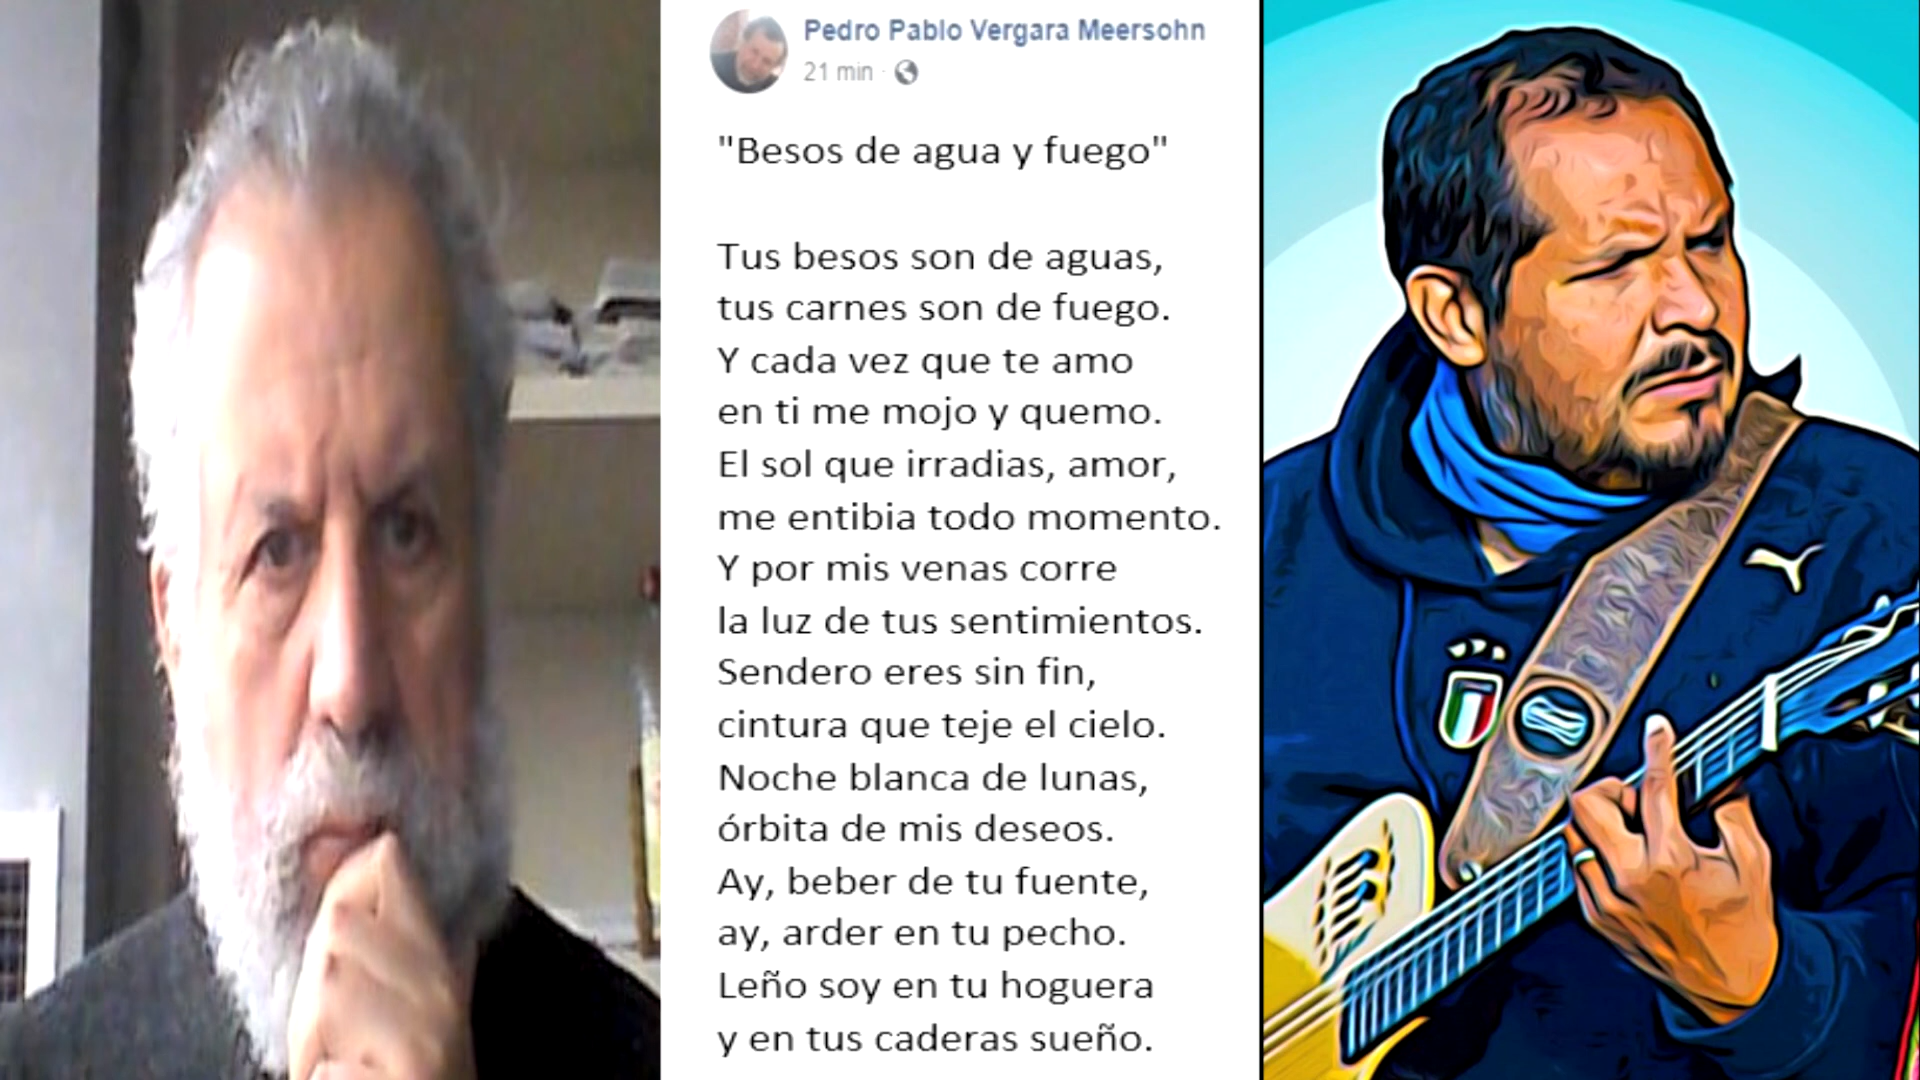 Pedro Pablo Vergara Meersohn
21 min ·
"Besos de agua y fuego"
Tus besos son de aguas,
tus carnes son de fuego.
Y cada vez que te amo
en ti me mojo y quemo.
El sol que irradias, amor,
me entibia todo momento.
Y por mis venas corre
la luz de tus sentimientos.
Sendero eres sin fin,
cintura que teje el cielo.
Noche blanca de lunas,
órbita de mis deseos.
Ay, beber de tu fuente,
ay, arder en tu pecho.
Leño soy en tu hoguera
y en tus caderas sueño.